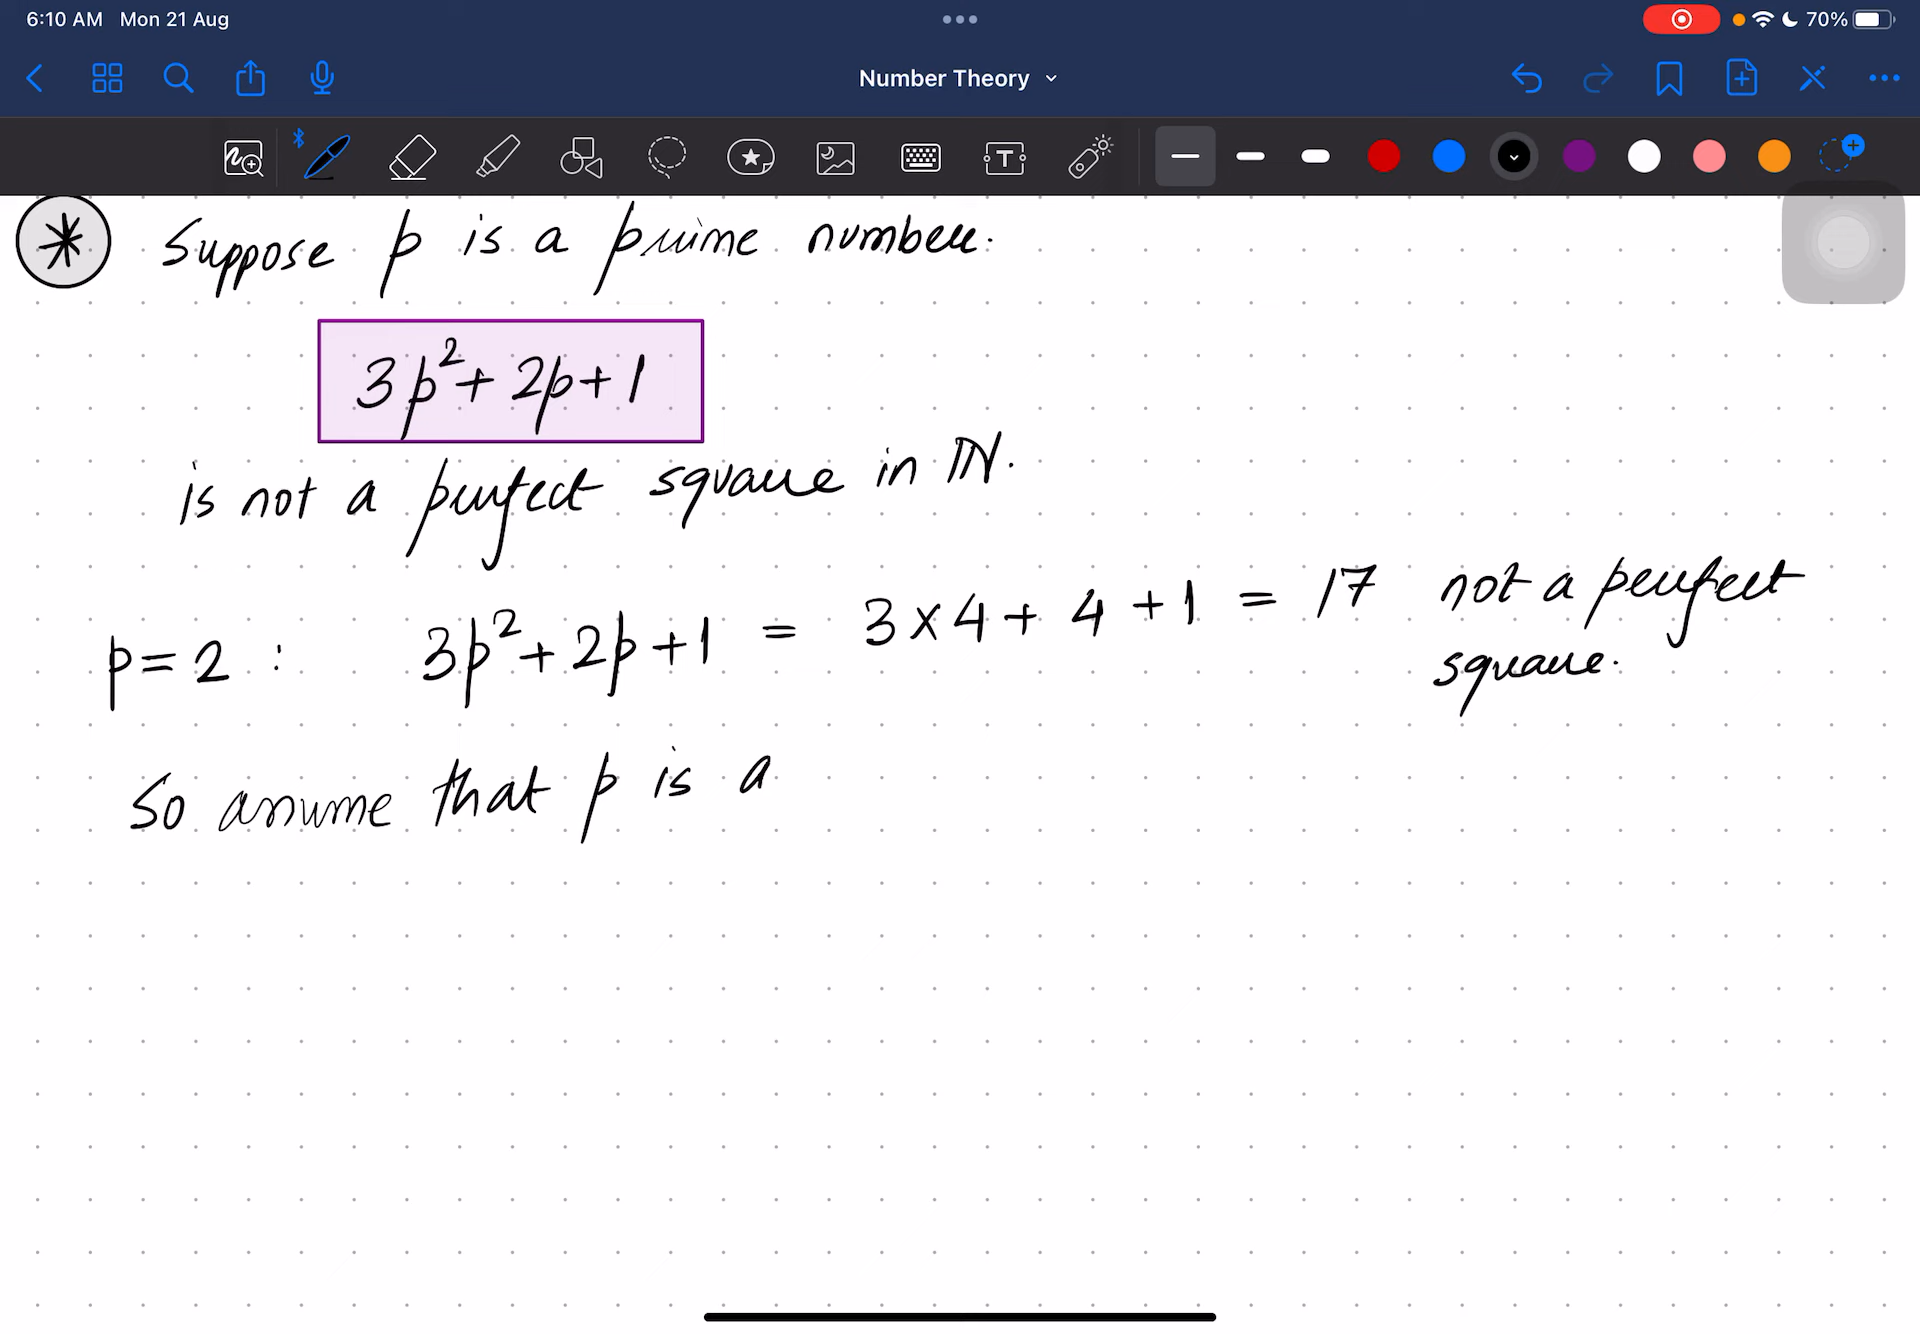 6:10 AM Mon 21 Aug
70%
Number Theory
T
* Suppose p is a prime number.
3p²+2p+1
is not a perfect square in ℕ.
p=2 : 3p²+2p+1 = 3×4+4+1 = 17 not a perfect
square.
So assume that p is a